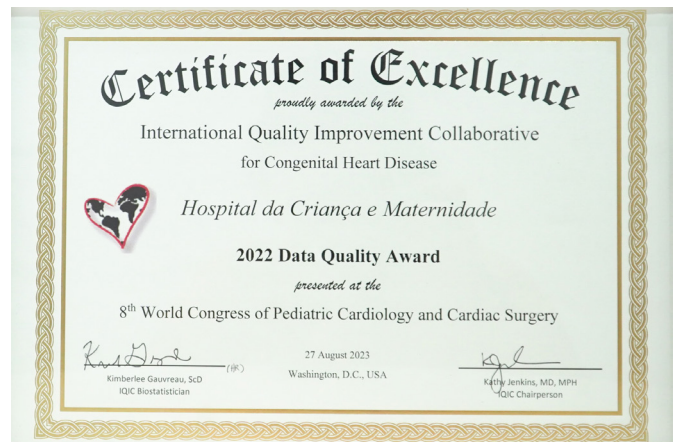 Certificate of Excellence
proudly awarded by the
International Quality Improvement Collaborative
for Congenital Heart Disease
Hospital da Criança e Maternidade
2022 Data Quality Award
presented at the
8th World Congress of Pediatric Cardiology and Cardiac Surgery
27 August 2023
Washington, D.C., USA
Kimberlee Gauvreau, ScD
IQIC Biostatistician
Kathy Jenkins, MD, MPH
IQIC Chairperson